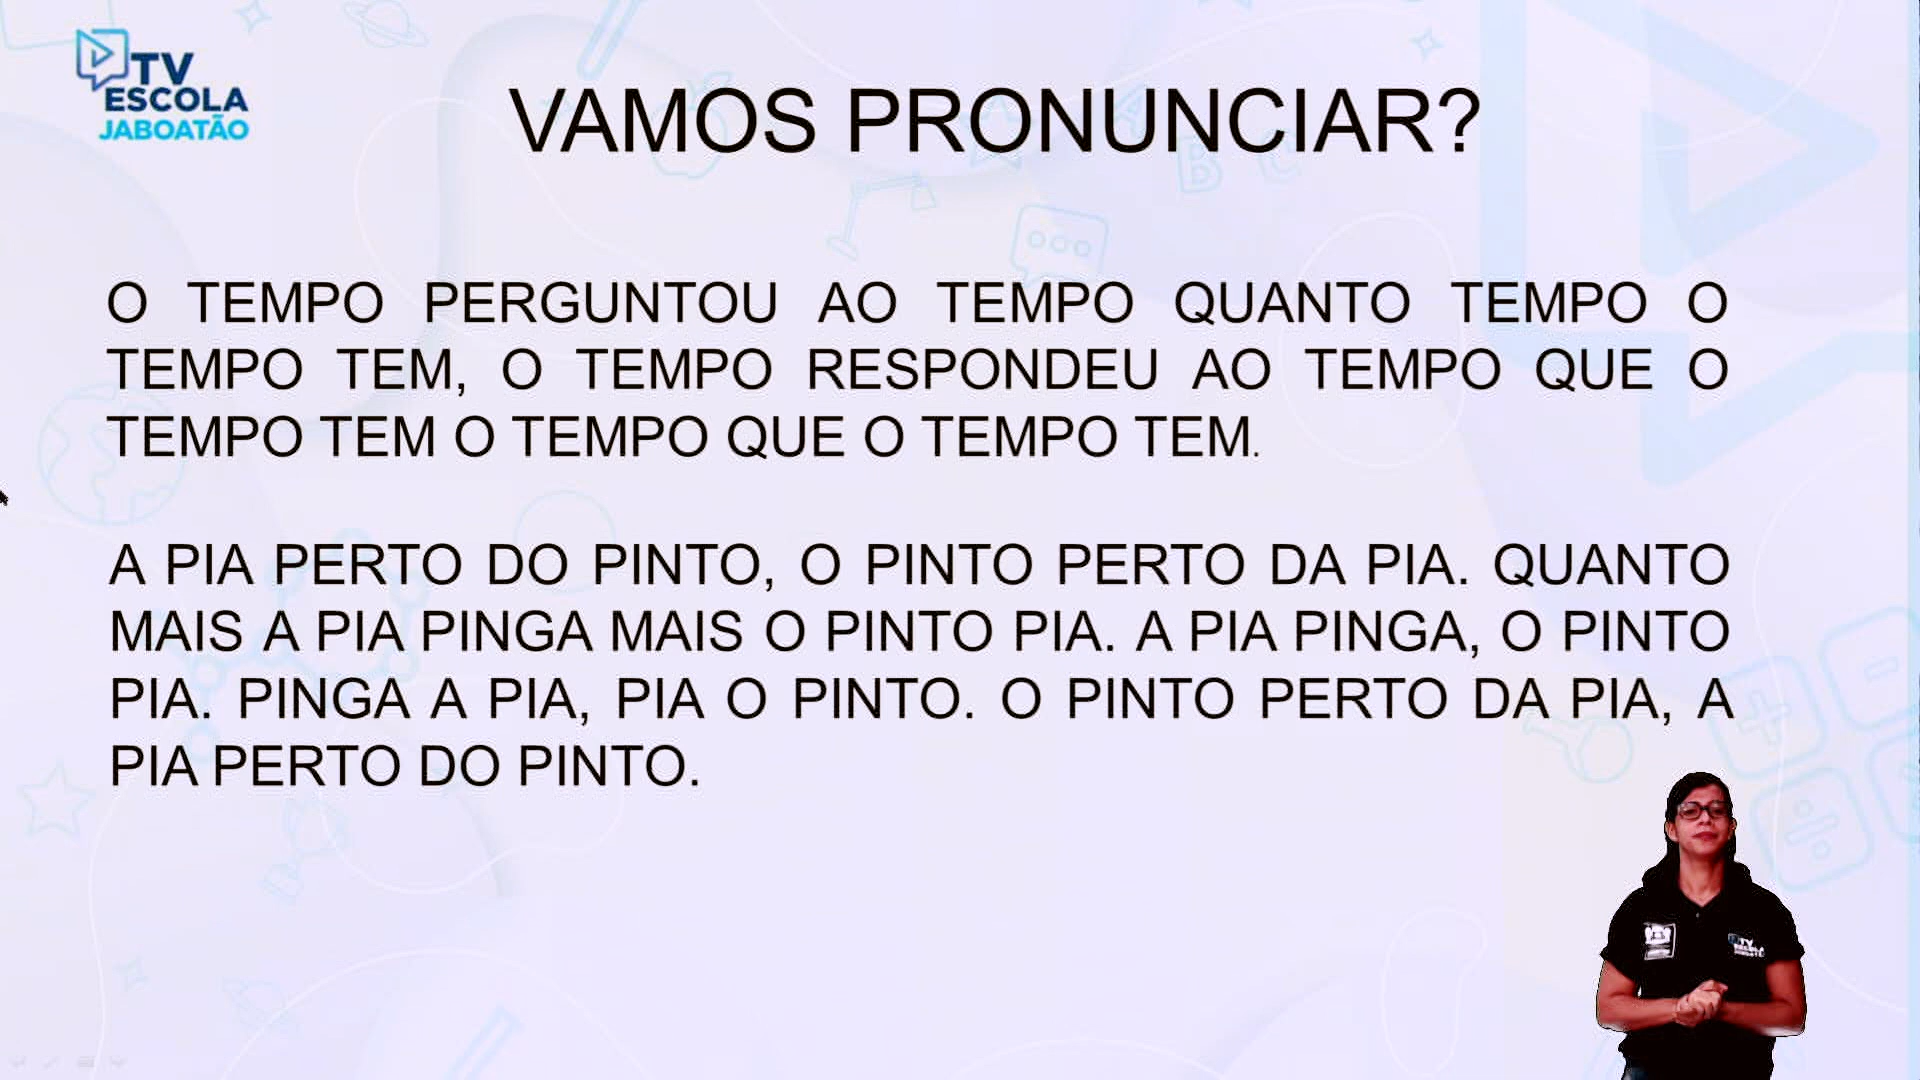 TV
ESCOLA
JABOATÃO
VAMOS PRONUNCIAR?
O TEMPO PERGUNTOU AO TEMPO QUANTO TEMPO O
TEMPO TEM, O TEMPO RESPONDEU AO TEMPO QUE O
TEMPO TEM O TEMPO QUE O TEMPO TEM.
A PIA PERTO DO PINTO, O PINTO PERTO DA PIA. QUANTO
MAIS A PIA PINGA MAIS O PINTO PIA. A PIA PINGA, O PINTO
PIA. PINGA A PIA, PIA O PINTO. O PINTO PERTO DA PIA, A
PIA PERTO DO PINTO.
TV
ESCOLA